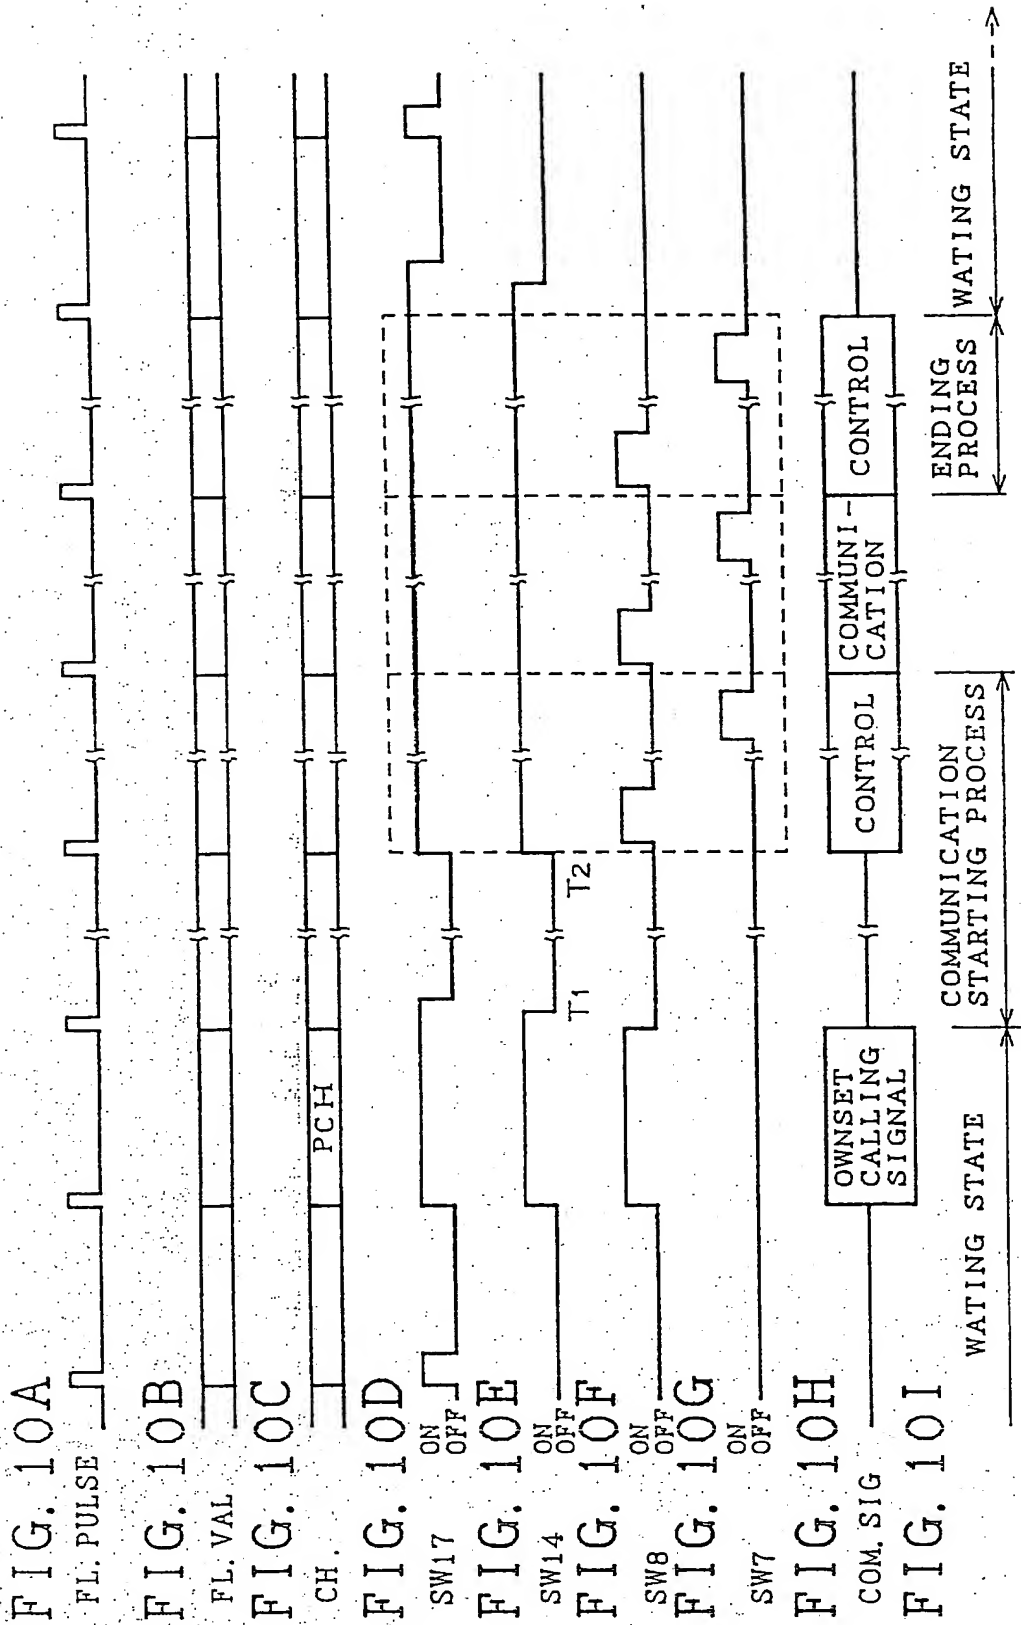 FIG. 10A
FL. PULSE
FIG. 10B
FL. VAL
FIG. 10C
CH.
PCH
FIG. 10D
SW17
ON
OFF
FIG. 10E
SW14
ON
OFF
T1
T2
FIG. 10F
SW8
ON
OFF
FIG. 10G
SW7
ON
OFF
FIG. 10H
COM. SIG
OWNSET
CALLING
SIGNAL
CONTROL
COMMUNI-
CATION
CONTROL
FIG. 10I
WATING STATE
COMMUNICATION
STARTING PROCESS
ENDING
PROCESS
WATING STATE